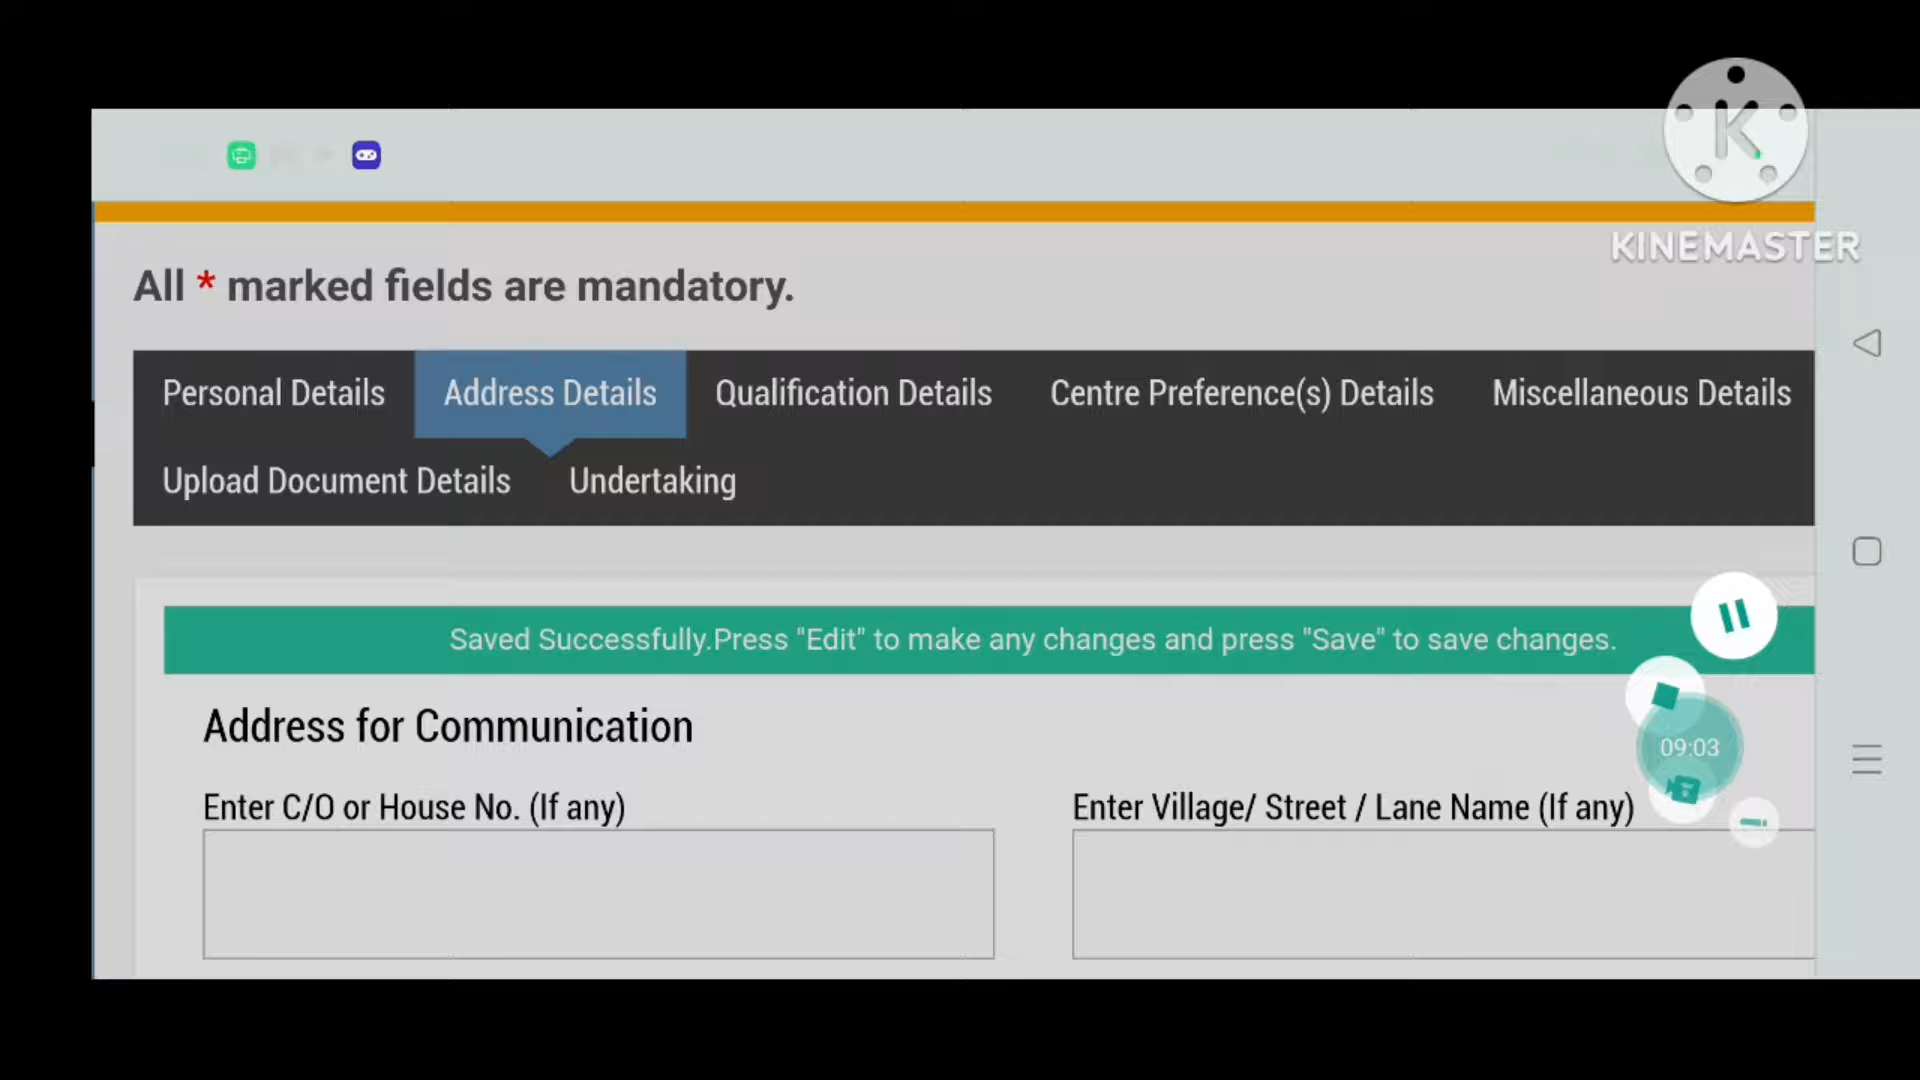 K
KINEMASTER
All * marked fields are mandatory.
Personal Details Address Details Qualification Details Centre Preference(s) Details Miscellaneous Details
Upload Document Details Undertaking
Saved Successfully.Press "Edit" to make any changes and press "Save" to save changes.
Address for Communication
09:03
Enter C/O or House No. (If any) Enter Village/ Street / Lane Name (If any)